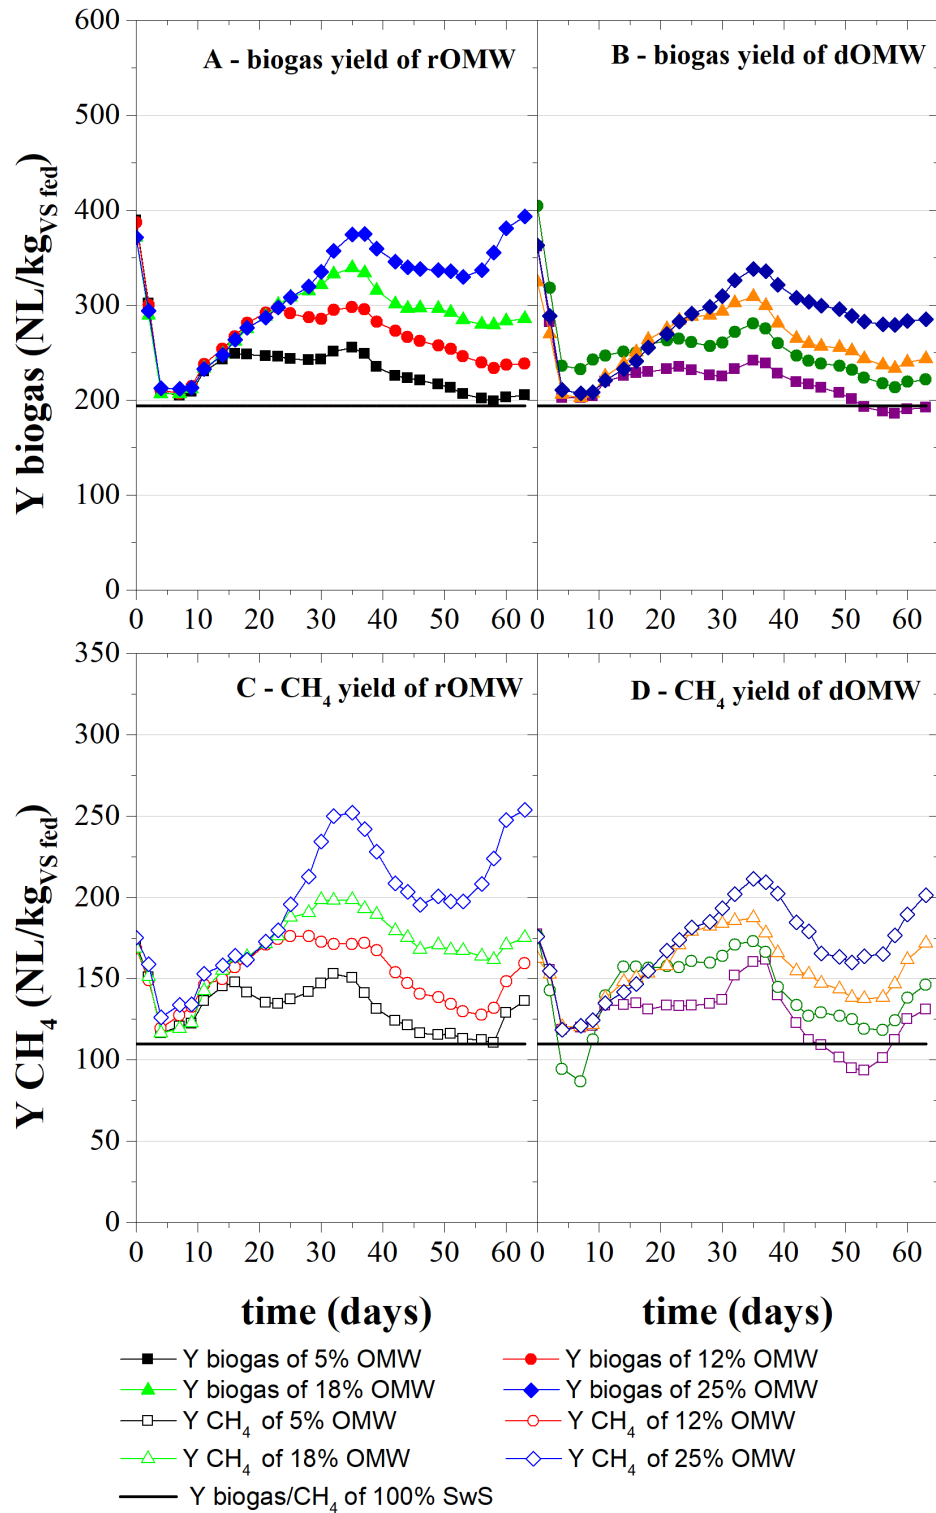 A - biogas yield of rOMW
B - biogas yield of dOMW
Y biogas (NL/kg_VS fed)
600
500
400
300
200
100
0
0 10 20 30 40 50 60 0 10 20 30 40 50 60
C - CH₄ yield of rOMW
D - CH₄ yield of dOMW
Y CH₄ (NL/kg_VS fed)
350
300
250
200
150
100
50
0
0 10 20 30 40 50 60 0 10 20 30 40 50 60
time (days) time (days)
Y biogas of 5% OMW
Y biogas of 12% OMW
Y biogas of 18% OMW
Y biogas of 25% OMW
Y CH₄ of 5% OMW
Y CH₄ of 12% OMW
Y CH₄ of 18% OMW
Y CH₄ of 25% OMW
Y biogas/CH₄ of 100% SwS